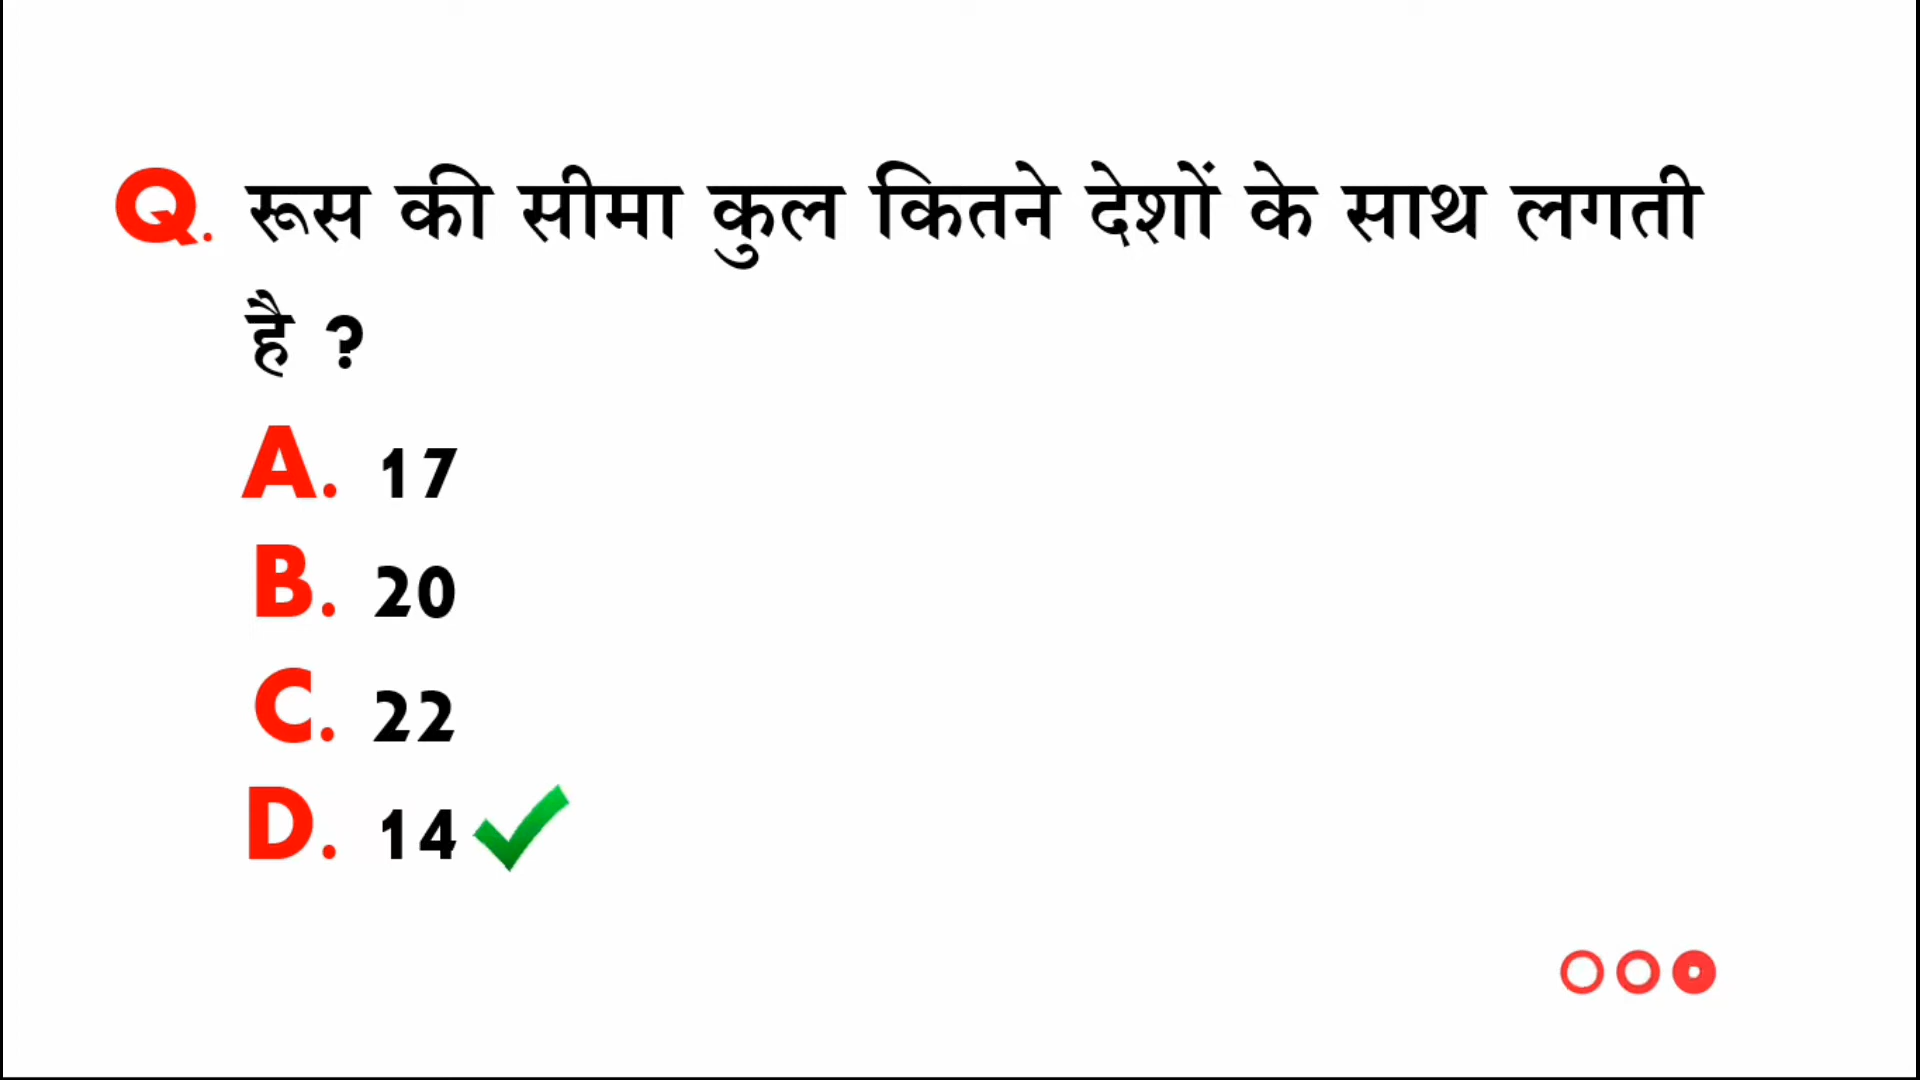 Q. रूस की सीमा कुल कितने देशों के साथ लगती
है ?
A. 17
B. 20
C. 22
D. 14